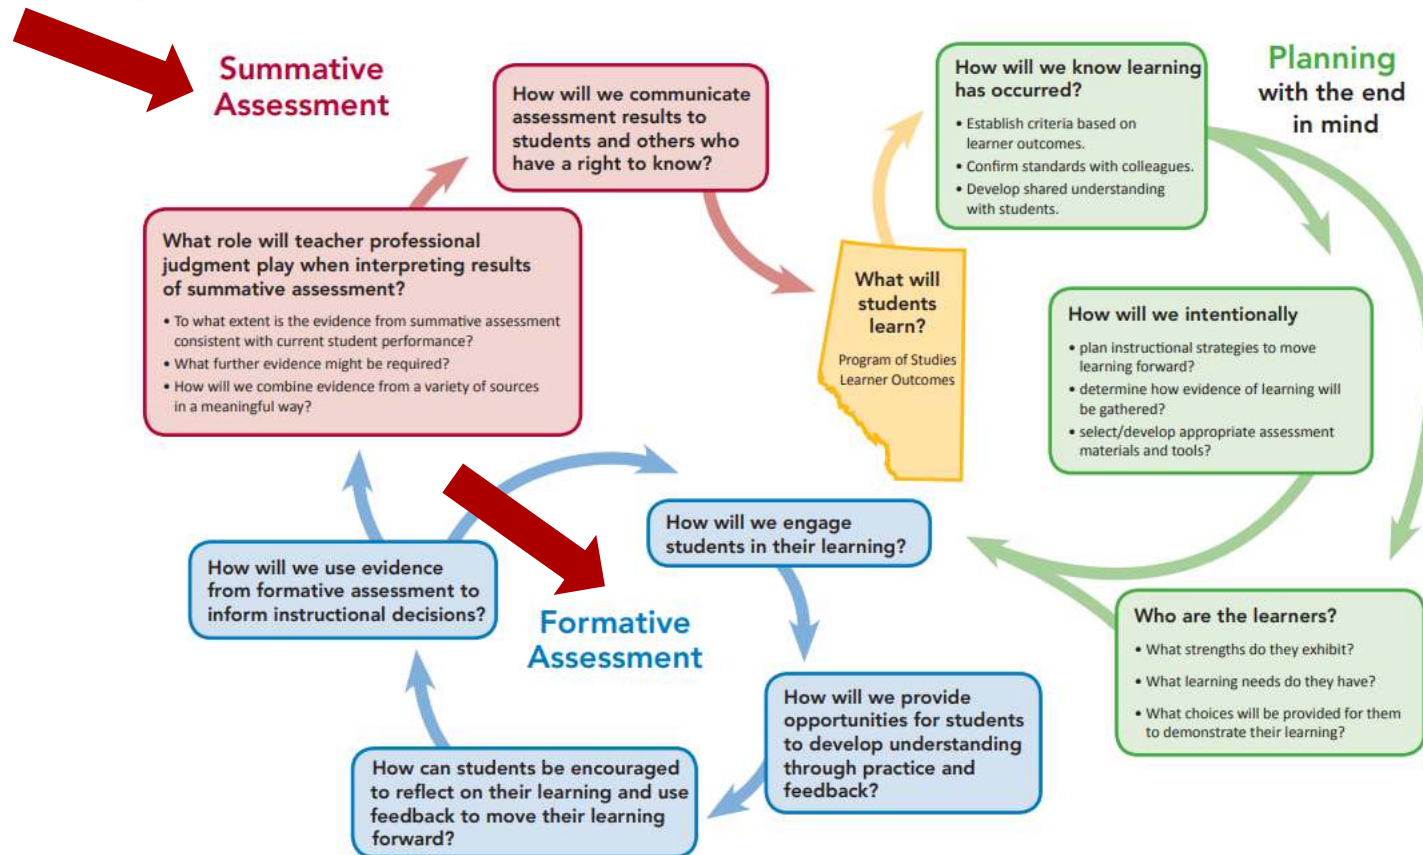 Summative
Assessment
How will we communicate
assessment results to
students and others who
have a right to know?
What role will teacher professional
judgment play when interpreting results
of summative assessment?
• To what extent is the evidence from summative assessment
consistent with current student performance?
• What further evidence might be required?
• How will we combine evidence from a variety of sources
in a meaningful way?
What will
students
learn?
Program of Studies
Learner Outcomes
How will we know learning
has occurred?
• Establish criteria based on
learner outcomes.
• Confirm standards with colleagues.
• Develop shared understanding
with students.
Planning
with the end
in mind
How will we intentionally
• plan instructional strategies to move
learning forward?
• determine how evidence of learning will
be gathered?
• select/develop appropriate assessment
materials and tools?
Who are the learners?
• What strengths do they exhibit?
• What learning needs do they have?
• What choices will be provided for them
to demonstrate their learning?
How will we engage
students in their learning?
Formative
Assessment
How will we provide
opportunities for students
to develop understanding
through practice and
feedback?
How can students be encouraged
to reflect on their learning and use
feedback to move their learning
forward?
How will we use evidence
from formative assessment to
inform instructional decisions?